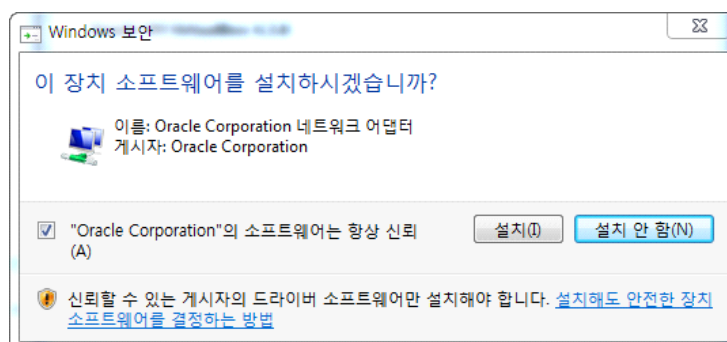 Windows 보안
이 장치 소프트웨어를 설치하시겠습니까?
이름: Oracle Corporation 네트워크 어댑터
게시자: Oracle Corporation
"Oracle Corporation"의 소프트웨어는 항상 신뢰
(A)
설치(I)
설치 안 함(N)
신뢰할 수 있는 게시자의 드라이버 소프트웨어만 설치해야 합니다. 설치해도 안전한 장치
소프트웨어를 결정하는 방법